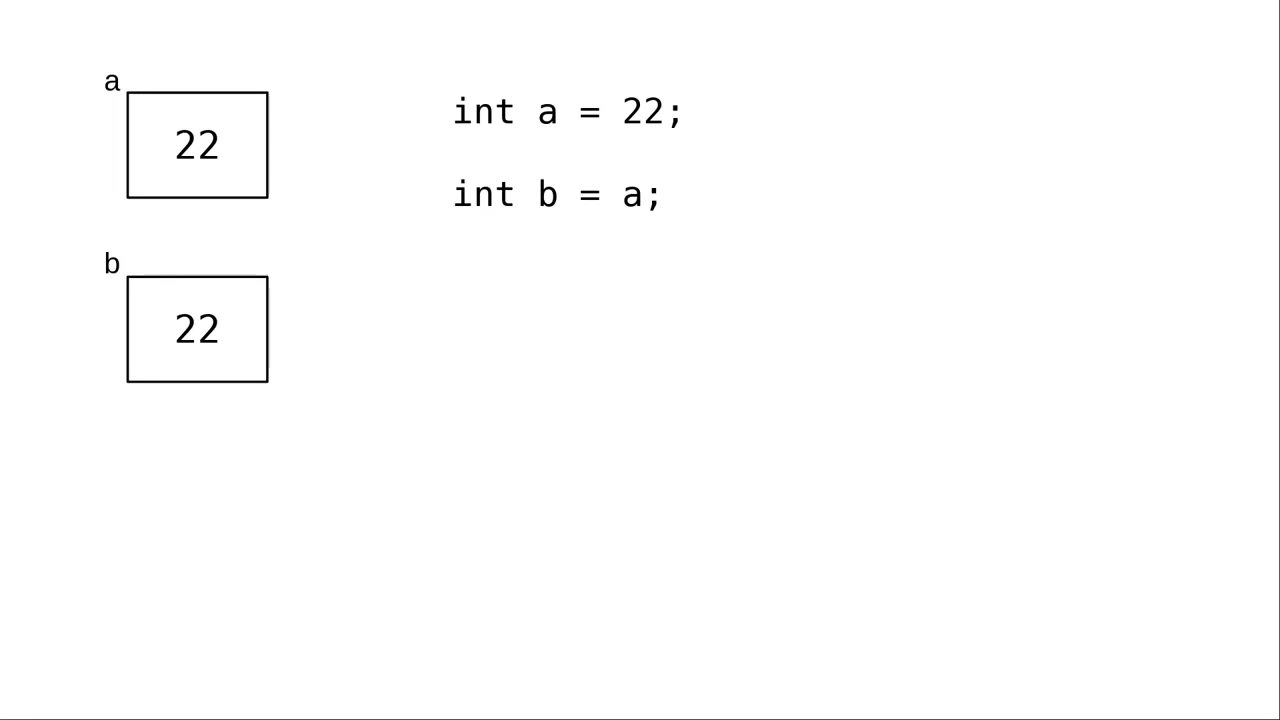 a
22
int a = 22;
int b = a;
b
22